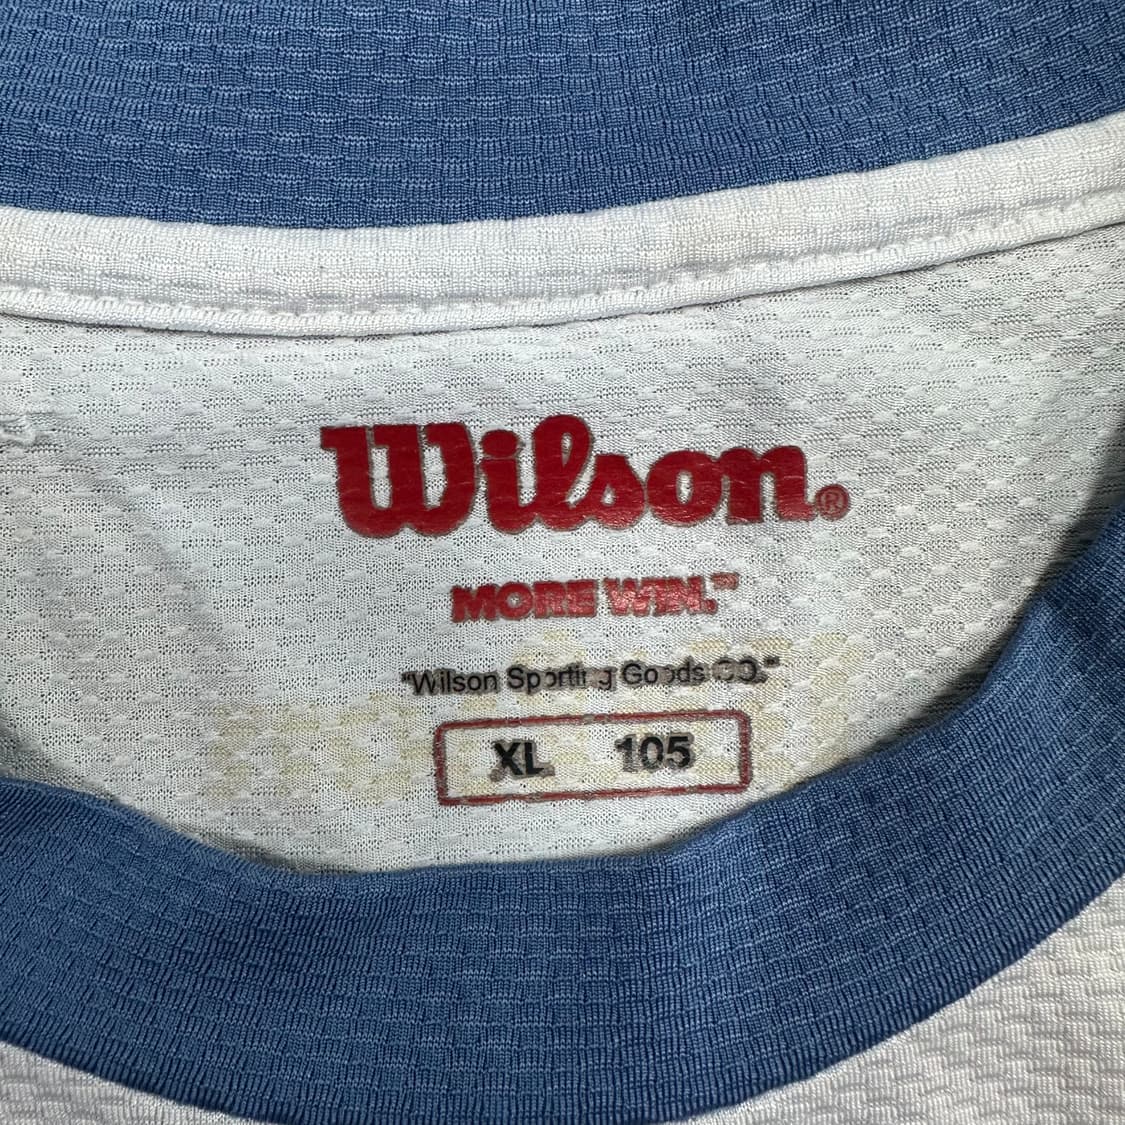 Wilson®
MORE WIN.™
"Wilson Sporting Goods CO."
XL 105